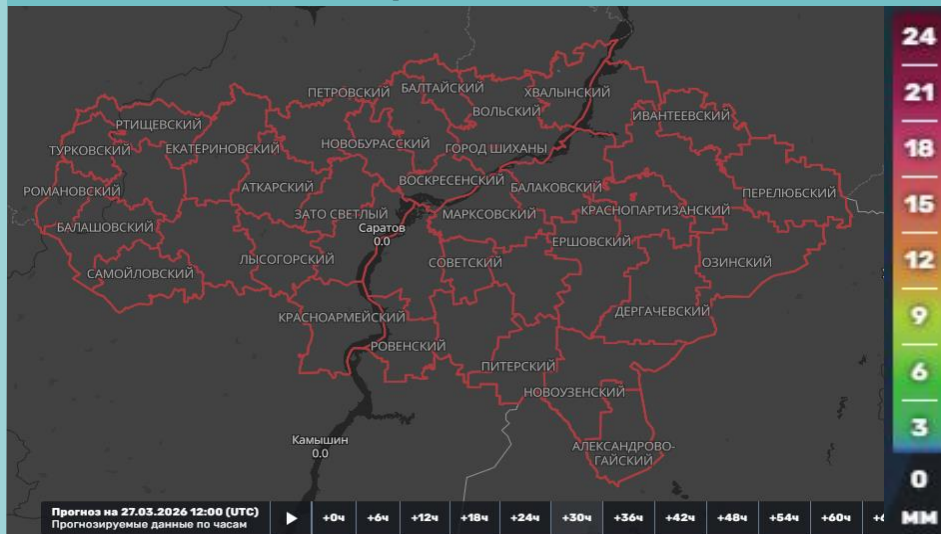 ПЕТРОВСКИЙ
БАЛТАЙСКИЙ
ХВАЛЫНСКИЙ
ВОЛЬСКИЙ
ИВАНТЕЕВСКИЙ
РТИЩЕВСКИЙ
ТУРКОВСКИЙ
ЕКАТЕРИНОВСКИЙ
НОВОБУРАССКИЙ
ГОРОД ШИХАНЫ
РОМАНОВСКИЙ
АТКАРСКИЙ
ВОСКРЕСЕНСКИЙ
БАЛАКОВСКИЙ
ПЕРЕЛЮБСКИЙ
БАЛАШОВСКИЙ
ЗАТО СВЕТЛЫЙ
МАРКСОВСКИЙ
КРАСНОПАРТИЗАНСКИЙ
Саратов
0.0
ЕРШОВСКИЙ
САМОЙЛОВСКИЙ
ЛЫСОГОРСКИЙ
СОВЕТСКИЙ
ОЗИНСКИЙ
КРАСНОАРМЕЙСКИЙ
ДЕРГАЧЕВСКИЙ
РОВЕНСКИЙ
ПИТЕРСКИЙ
НОВОУЗЕНСКИЙ
Камышин
0.0
АЛЕКСАНДРОВО-
ГАЙСКИЙ
24
21
18
15
12
9
6
3
0
ММ
Прогноз на 27.03.2026 12:00 (UTC)
Прогнозируемые данные по часам
+0ч +6ч +12ч +18ч +24ч +30ч +36ч +42ч +48ч +54ч +60ч